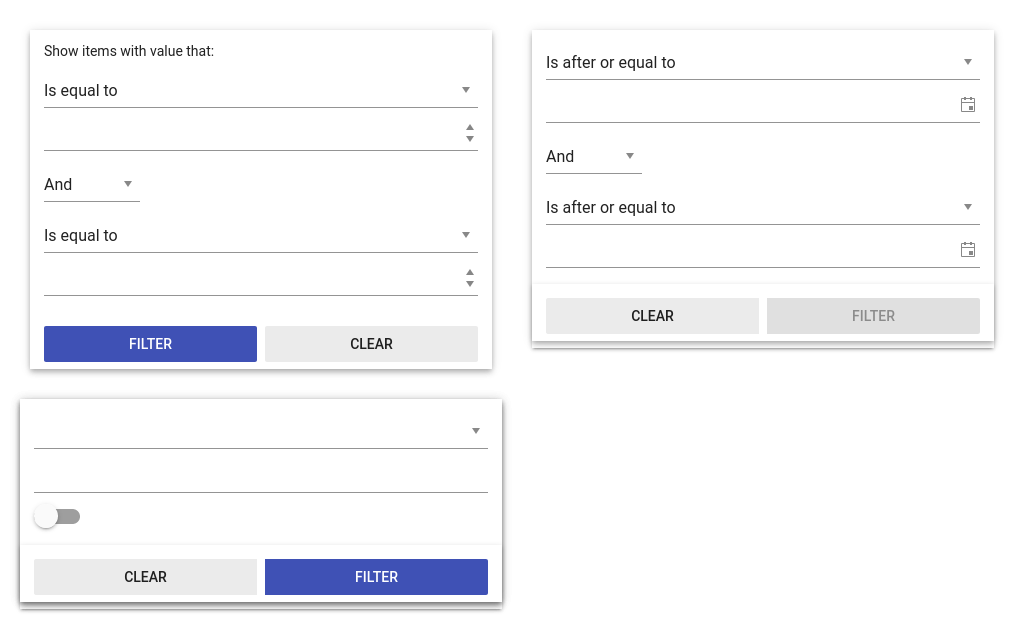 Show items with value that:
Is equal to
And
Is equal to
FILTER CLEAR
Is after or equal to
And
Is after or equal to
CLEAR FILTER
CLEAR FILTER